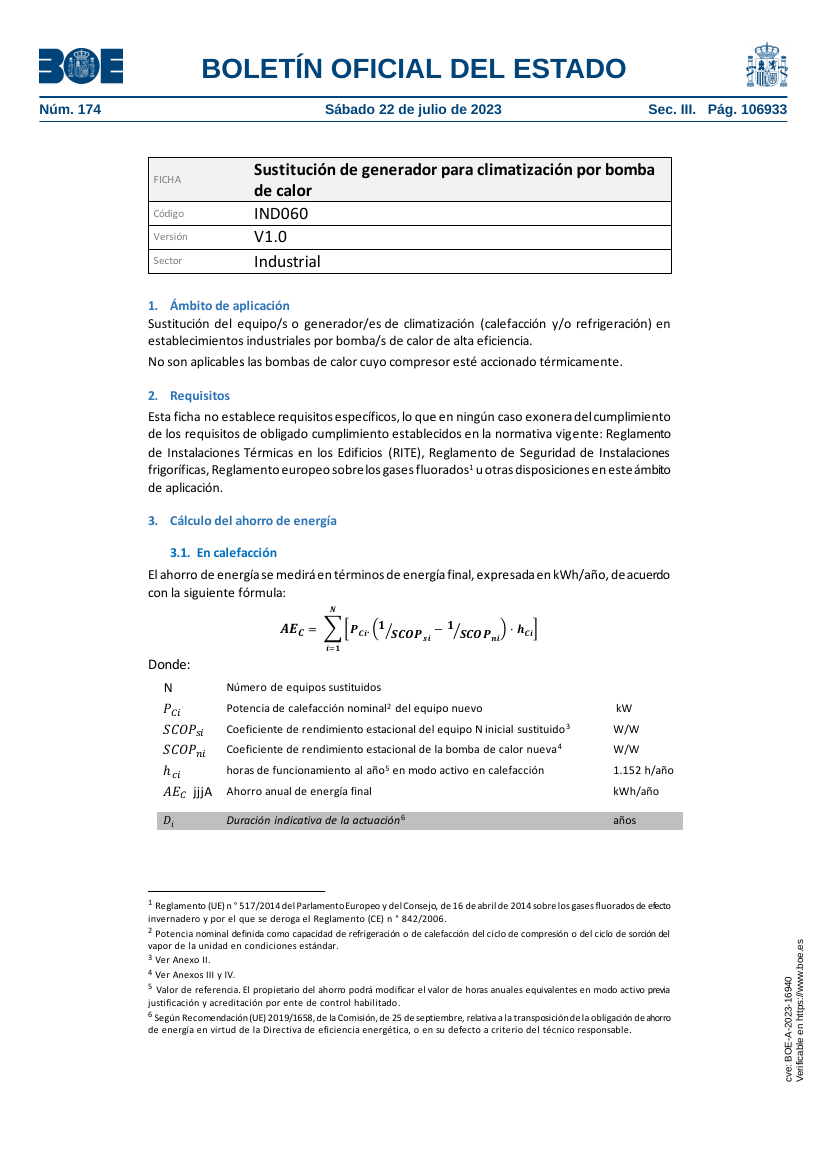 BOE
BOLETÍN OFICIAL DEL ESTADO
Núm. 174 Sábado 22 de julio de 2023 Sec. III. Pág. 106933
FICHA Sustitución de generador para climatización por bomba
de calor
Código IND060
Versión V1.0
Sector Industrial
1. Ámbito de aplicación
Sustitución del equipo/s o generador/es de climatización (calefacción y/o refrigeración) en
establecimientos industriales por bomba/s de calor de alta eficiencia.
No son aplicables las bombas de calor cuyo compresor esté accionado térmicamente.
2. Requisitos
Esta ficha no establece requisitos específicos, lo que en ningún caso exonera del cumplimiento
de los requisitos de obligado cumplimiento establecidos en la normativa vigente: Reglamento
de Instalaciones Térmicas en los Edificios (RITE), Reglamento de Seguridad de Instalaciones
frigoríficas, Reglamento europeo sobre los gases fluorados¹ u otras disposiciones en este ámbito
de aplicación.
3. Cálculo del ahorro de energía
3.1. En calefacción
El ahorro de energía se medirá en términos de energía final, expresada en kWh/año, de acuerdo
con la siguiente fórmula:
AE_C = ∑_{i=1}^{N} [P_{Ci}· (1/SCOP_{si} − 1/SCOP_{ni}) · h_{Ci}]
Donde:
N Número de equipos sustituidos
P_{Ci} Potencia de calefacción nominal² del equipo nuevo kW
SCOP_{si} Coeficiente de rendimiento estacional del equipo N inicial sustituido³ W/W
SCOP_{ni} Coeficiente de rendimiento estacional de la bomba de calor nueva⁴ W/W
h_{ci} horas de funcionamiento al año⁵ en modo activo en calefacción 1.152 h/año
AE_C jjjA Ahorro anual de energía final kWh/año
D_i Duración indicativa de la actuación⁶ años
¹ Reglamento (UE) n ° 517/2014 del Parlamento Europeo y del Consejo, de 16 de abril de 2014 sobre los gases fluorados de efecto
invernadero y por el que se deroga el Reglamento (CE) n ° 842/2006.
² Potencia nominal definida como capacidad de refrigeración o de calefacción del ciclo de compresión o del ciclo de sorción del
vapor de la unidad en condiciones estándar.
³ Ver Anexo II.
⁴ Ver Anexos III y IV.
⁵ Valor de referencia. El propietario del ahorro podrá modificar el valor de horas anuales equivalentes en modo activo previa
justificación y acreditación por ente de control habilitado.
⁶ Según Recomendación (UE) 2019/1658, de la Comisión, de 25 de septiembre, relativa a la transposición de la obligación de ahorro
de energía en virtud de la Directiva de eficiencia energética, o en su defecto a criterio del técnico responsable.
cve: BOE-A-2023-16940
Verificable en https://www.boe.es